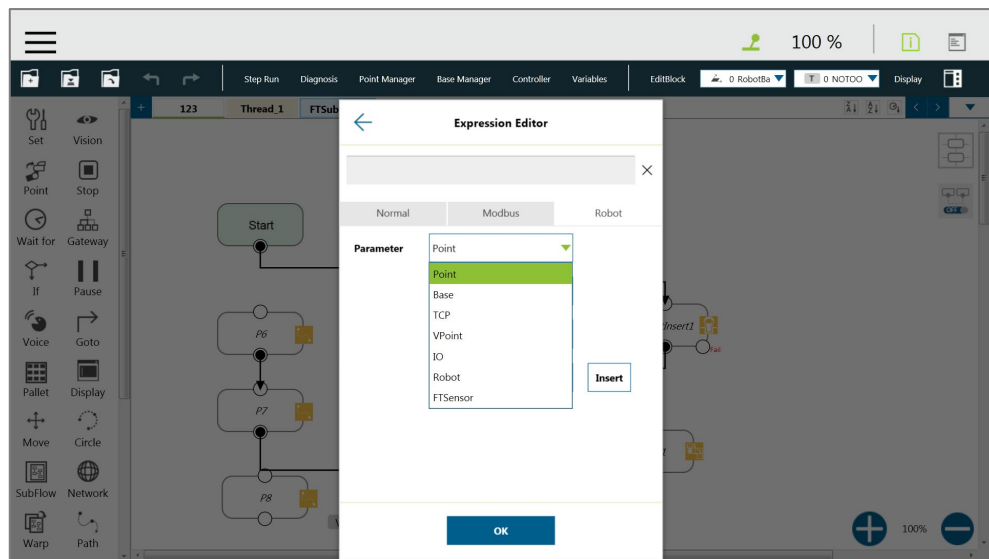 100 %
Step Run Diagnosis Point Manager Base Manager Controller Variables EditBlock 0 RobotBa T 0 NOTOO Display
123 Thread_1 FTSub
Set Vision
Point Stop
Wait for Gateway
If Pause
Voice Goto
Pallet Display
Move Circle
SubFlow Network
Warp Path
Start
P6
P7
P8
Expression Editor
Normal Modbus Robot
Parameter Point
Point
Base
TCP
VPoint
IO
Robot
FTSensor
Insert
OK
Insert1
Fail
100%